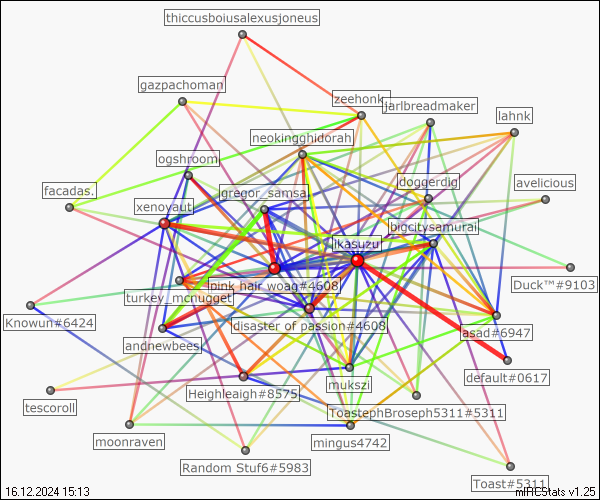 thiccusboiusalexusjoneus
gazpachoman
zeehonk.
jarlbreadmaker
lahnk
neokingghidorah
ogshroom.
facadas.
xenovaut
gregor_samsa.
doggerdig
avelicious
ikasuzu
bigcitysamurai
pink hair woag#4608
Duck™#9103
turkey_mcnugget
Knowun#6424
disaster of passion#4608
asad#6947
andnewbees
default#0617
mukszi
tescoroll
Heighleaigh#8575
ToastephBroseph5311#5311
moonraven
mingus4742
Random Stuf6#5983
Toast#5311
16.12.2024 15:13
mIRCStats v1.25